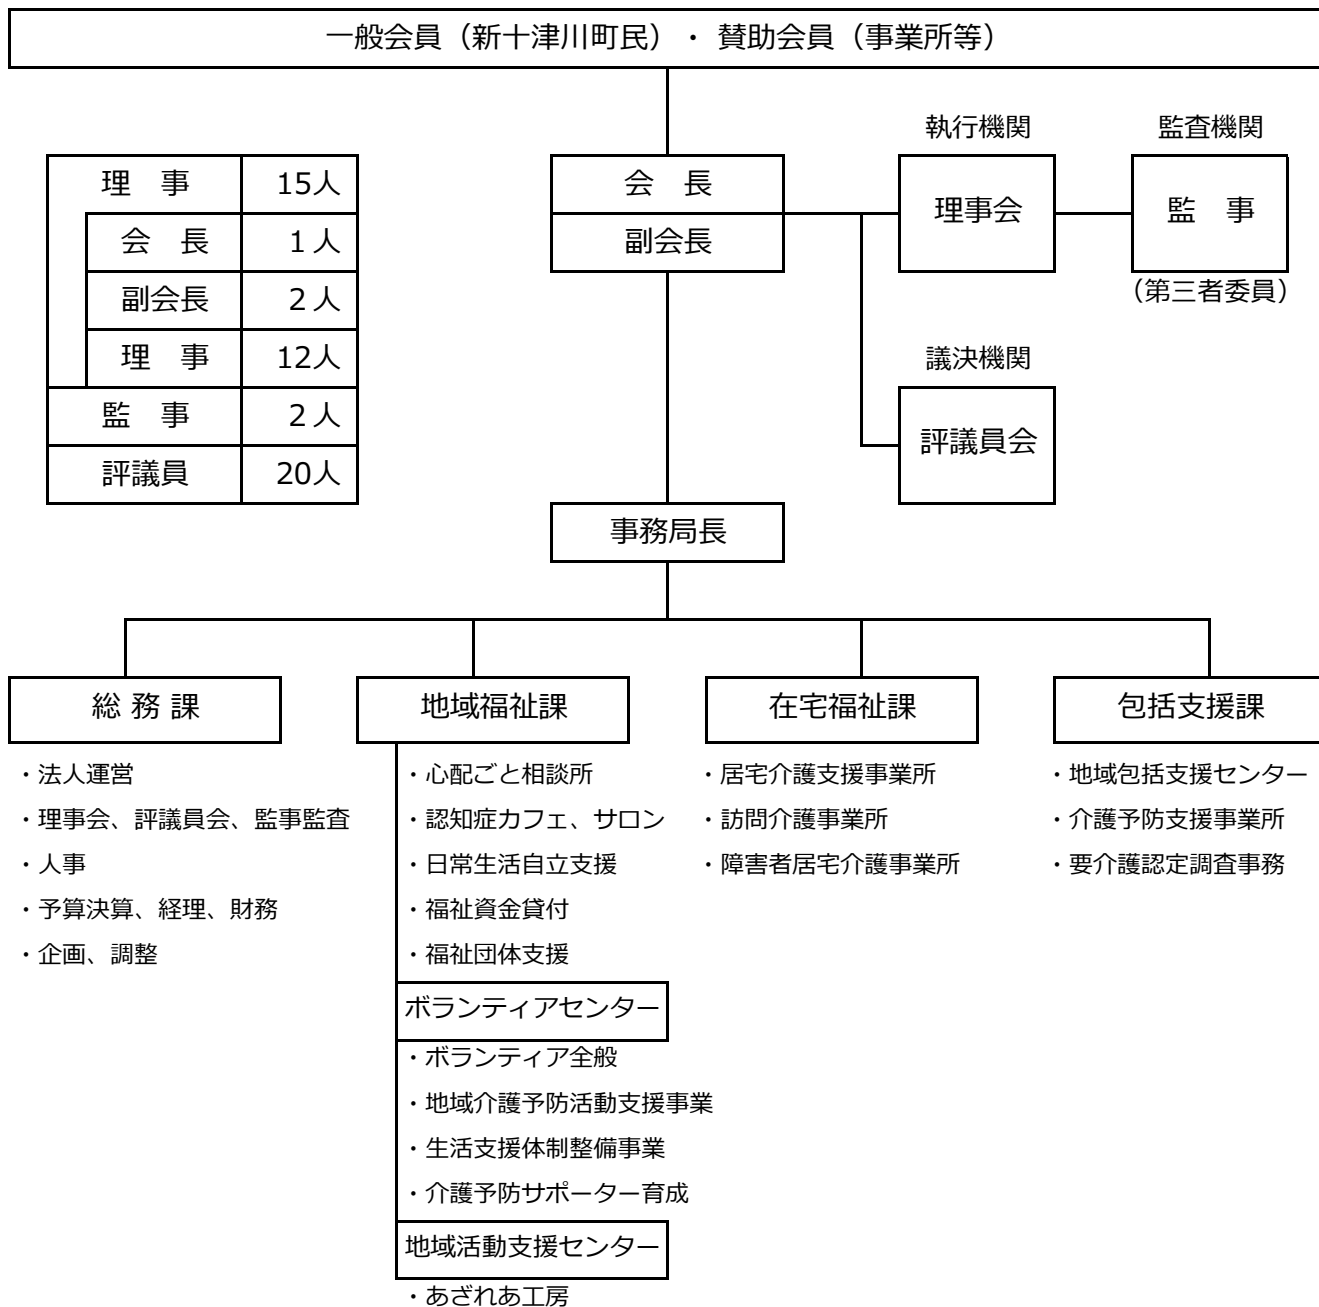 一般会員（新十津川町民）・ 賛助会員（事業所等）
理　事　15人
会　長　1人
副会長　2人
理　事　12人
監　事　2人
評議員　20人
会　長
副会長
執行機関
理事会
監査機関
監　事
（第三者委員）
議決機関
評議員会
事務局長
総 務 課
・法人運営
・理事会、評議員会、監事監査
・人事
・予算決算、経理、財務
・企画、調整
地域福祉課
・心配ごと相談所
・認知症カフェ、サロン
・日常生活自立支援
・福祉資金貸付
・福祉団体支援
ボランティアセンター
・ボランティア全般
・地域介護予防活動支援事業
・生活支援体制整備事業
・介護予防サポーター育成
地域活動支援センター
・あざれあ工房
在宅福祉課
・居宅介護支援事業所
・訪問介護事業所
・障害者居宅介護事業所
包括支援課
・地域包括支援センター
・介護予防支援事業所
・要介護認定調査事務